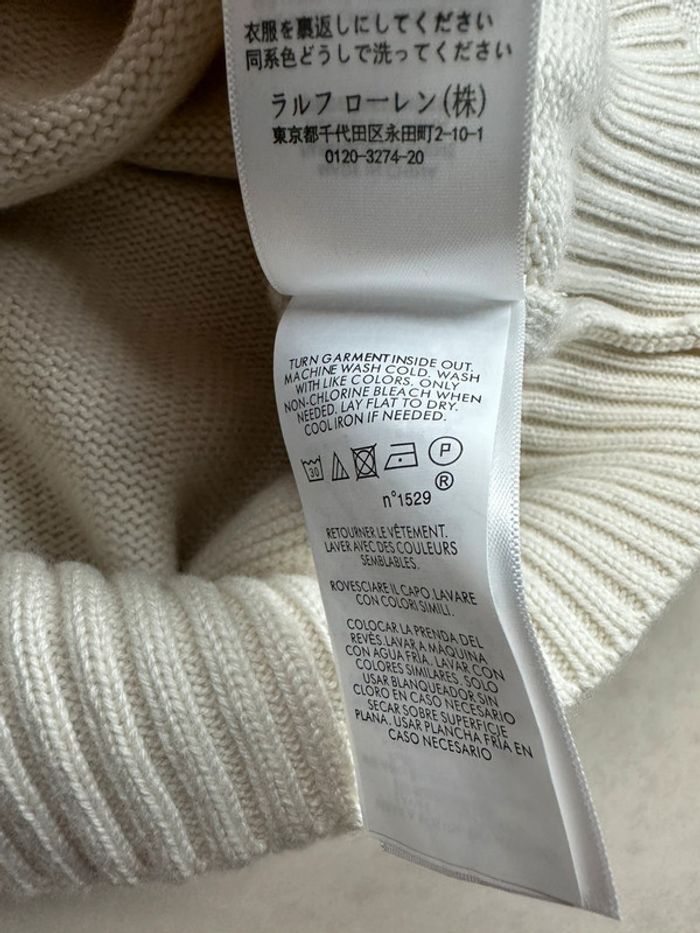 衣服を裏返しにしてください
同系色どうしで洗ってください
ラルフ ローレン(株)
東京都千代田区永田町2-10-1
0120-3274-20
TURN GARMENT INSIDE OUT.
MACHINE WASH COLD. WASH
WITH LIKE COLORS. ONLY
NON-CHLORINE BLEACH WHEN
NEEDED. LAY FLAT TO DRY.
COOL IRON IF NEEDED.
30 P
®
n°1529
RETOURNER LE VÊTEMENT.
LAVER AVEC DES COULEURS
SEMBLABLES.
ROVESCIARE IL CAPO. LAVARE
CON COLORI SIMILI.
COLOCAR LA PRENDA DEL
REVÉS. LAVAR A MÁQUINA
CON AGUA FRÍA. LAVAR CON
COLORES SIMILARES. SOLO
USAR BLANQUEADOR SIN
CLORO EN CASO NECESARIO
SECAR SOBRE SUPERFICIE
PLANA. USAR PLANCHA FRÍA EN
CASO NECESARIO